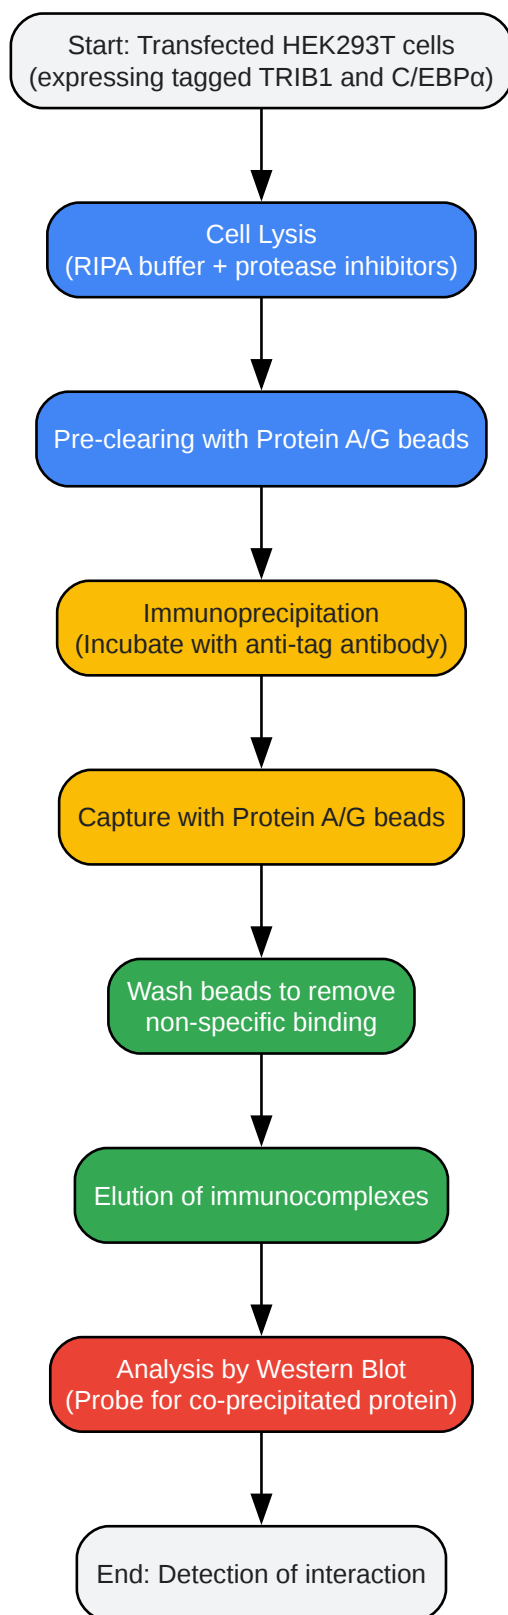 Start: Transfected HEK293T cells
(expressing tagged TRIB1 and C/EBPα)
Cell Lysis
(RIPA buffer + protease inhibitors)
Pre-clearing with Protein A/G beads
Immunoprecipitation
(Incubate with anti-tag antibody)
Capture with Protein A/G beads
Wash beads to remove
non-specific binding
Elution of immunocomplexes
Analysis by Western Blot
(Probe for co-precipitated protein)
End: Detection of interaction